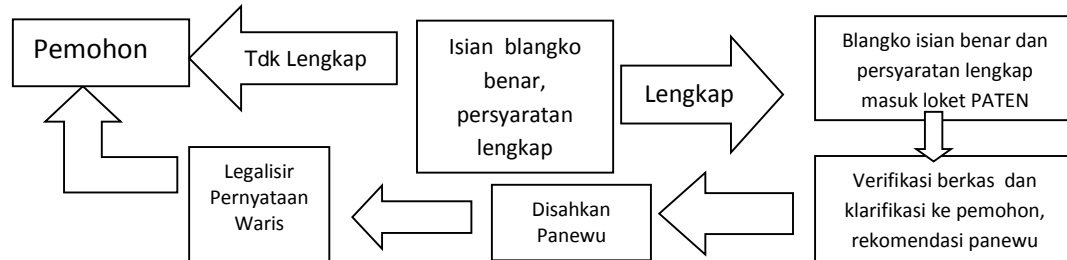 Pemohon
Tdk Lengkap
Isian blangko
benar,
persyaratan
lengkap
Lengkap
Blangko isian benar dan
persyaratan lengkap
masuk loket PATEN
Verifikasi berkas dan
klarifikasi ke pemohon,
rekomendasi panewu
Disahkan
Panewu
Legalisir
Pernyataan
Waris